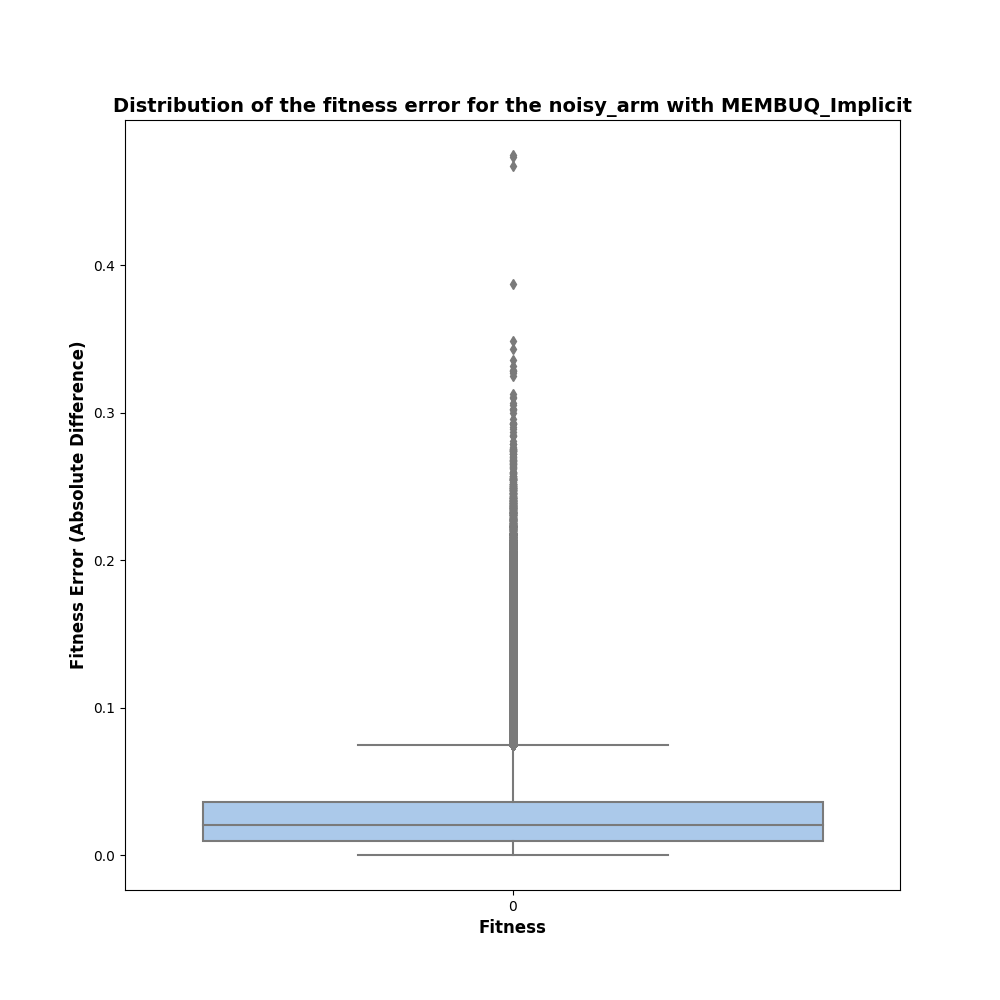 Distribution of the fitness error for the noisy_arm with MEMBUQ_Implicit
Fitness Error (Absolute Difference)
0.4
0.3
0.2
0.1
0.0
0
Fitness